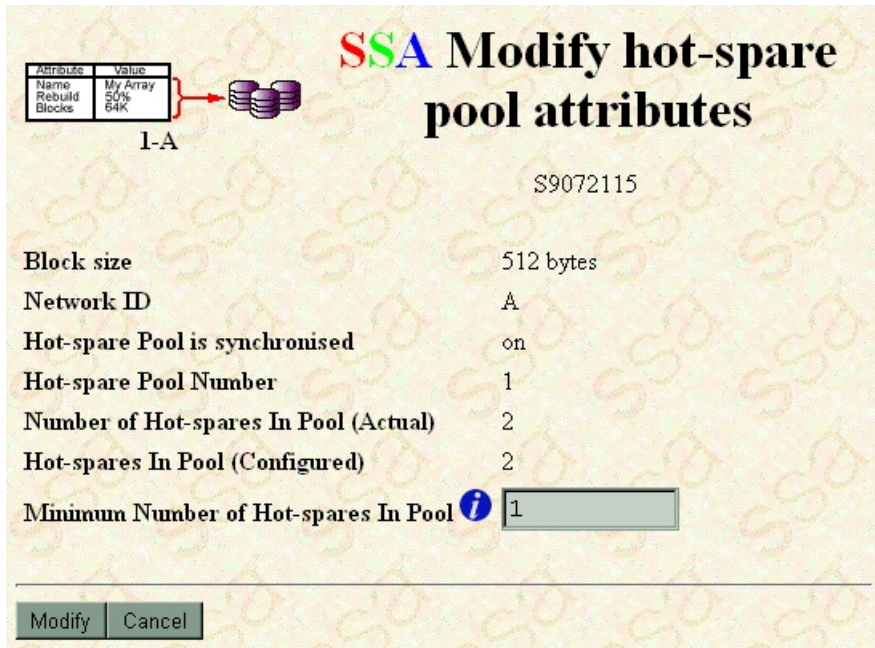 SSA Modify hot-spare
pool attributes
Attribute Value
Name My Array
Rebuild 50%
Blocks 64K
1-A
S9072115
Block size 512 bytes
Network ID A
Hot-spare Pool is synchronised on
Hot-spare Pool Number 1
Number of Hot-spares In Pool (Actual) 2
Hot-spares In Pool (Configured) 2
Minimum Number of Hot-spares In Pool i 1
Modify Cancel